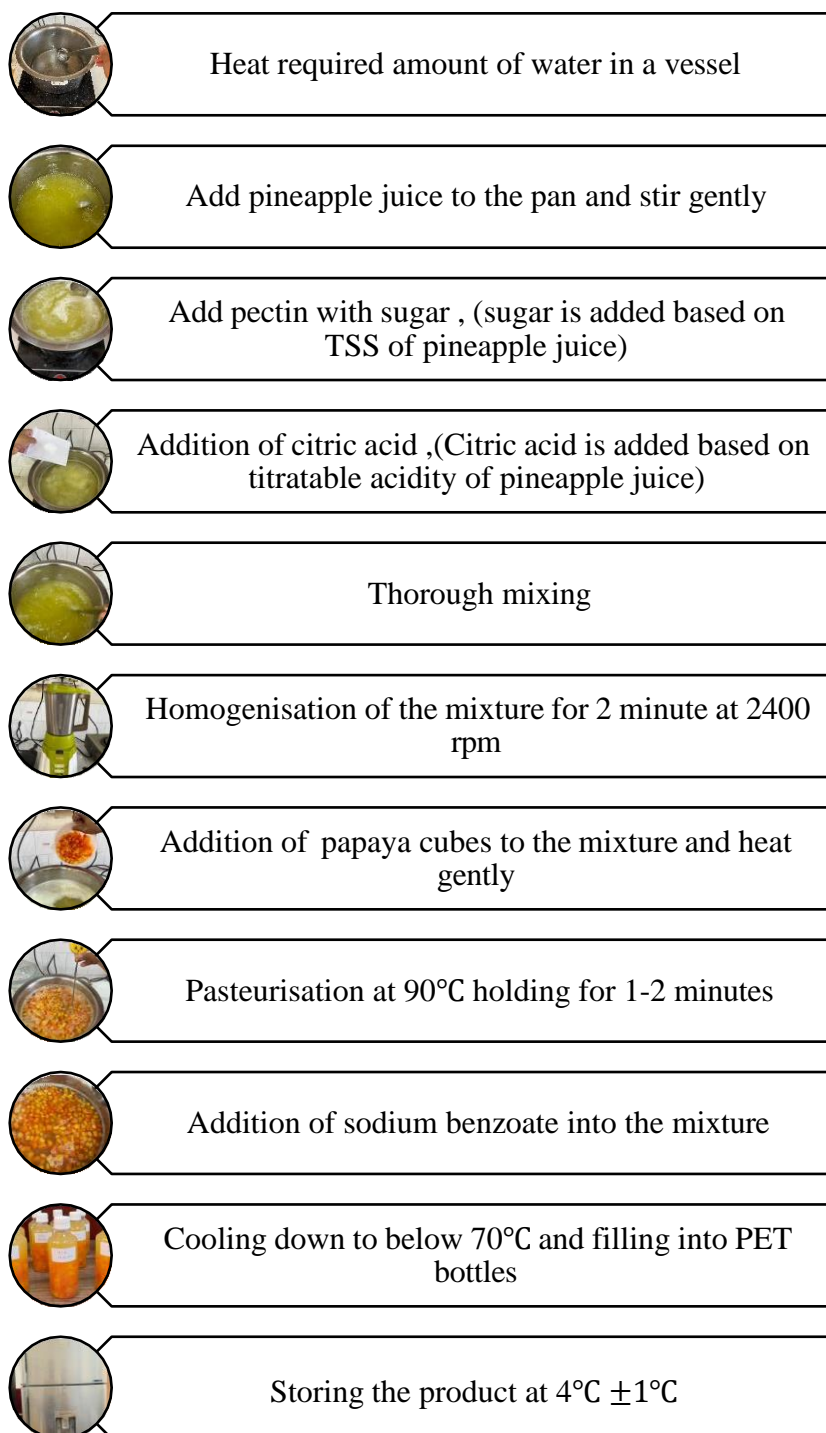 Heat required amount of water in a vessel
Add pineapple juice to the pan and stir gently
Add pectin with sugar , (sugar is added based on
TSS of pineapple juice)
Addition of citric acid ,(Citric acid is added based on
titratable acidity of pineapple juice)
Thorough mixing
Homogenisation of the mixture for 2 minute at 2400
rpm
Addition of papaya cubes to the mixture and heat
gently
Pasteurisation at 90°C holding for 1-2 minutes
Addition of sodium benzoate into the mixture
Cooling down to below 70°C and filling into PET
bottles
Storing the product at 4°C ±1°C